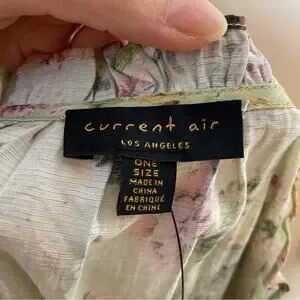 current air
LOS ANGELES
ONE
SIZE
MADE IN
CHINA
FABRIQUÉ
EN CHINE